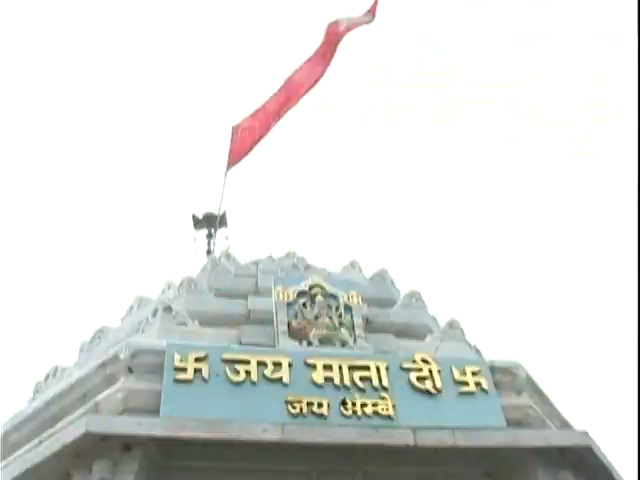 卐 जय माता दी 卐
जय अम्बे